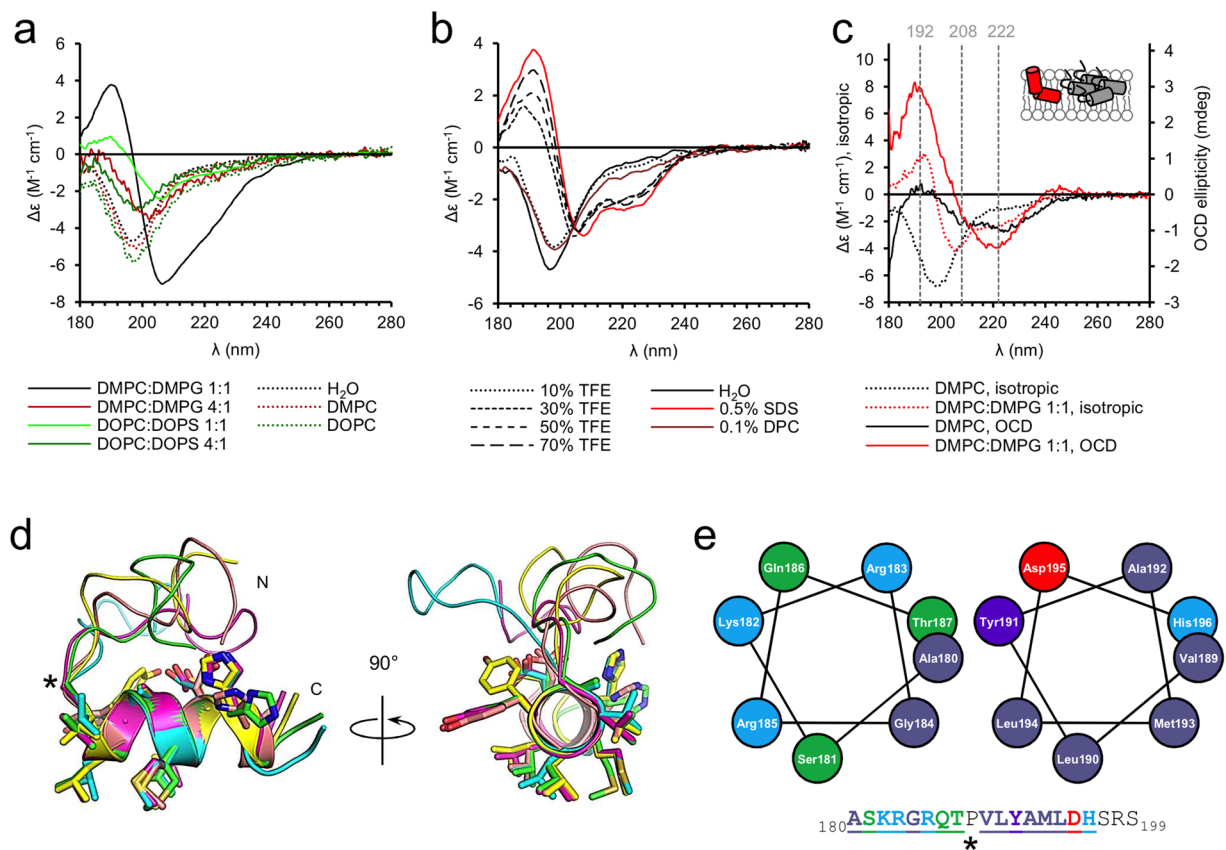 a
6
4
2
0
-2
-4
-6
-8
180 200 220 240 260 280
Δε (M⁻¹ cm⁻¹)
λ (nm)
DMPC:DMPG 1:1
DMPC:DMPG 4:1
DOPC:DOPS 1:1
DOPC:DOPS 4:1
H₂O
DMPC
DOPC
b
4
2
0
-2
-4
-6
180 200 220 240 260 280
Δε (M⁻¹ cm⁻¹)
λ (nm)
10% TFE
30% TFE
50% TFE
70% TFE
H₂O
0.5% SDS
0.1% DPC
c
192 208 222
10
8
6
4
2
0
-2
-4
-6
-8
4
3
2
1
0
-1
-2
-3
180 200 220 240 260 280
Δε (M⁻¹ cm⁻¹), isotropic
OCD ellipticity (mdeg)
λ (nm)
DMPC, isotropic
DMPC:DMPG 1:1, isotropic
DMPC, OCD
DMPC:DMPG 1:1, OCD
d
N
*
C
90°
e
Gln186
Arg183
Lys182
Thr187
Ala180
Arg185
Gly184
Ser181
Asp195
Ala192
Tyr191
His196
Val189
Leu194
Met193
Leu190
180ASKRGRQTPVLYAMLDHSRS199
*